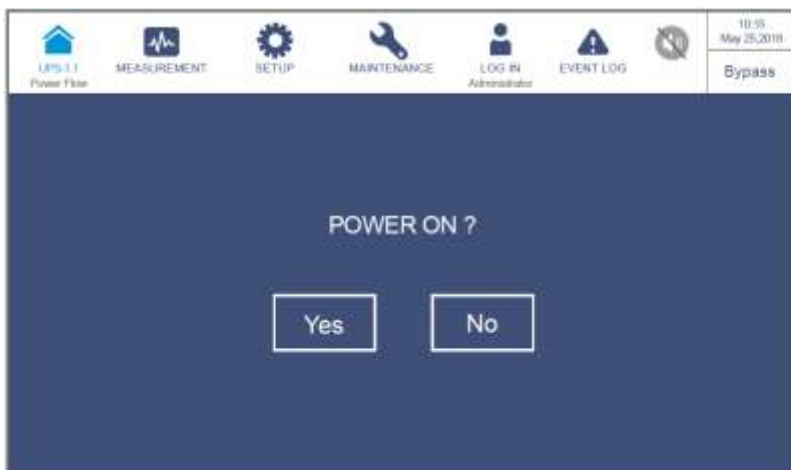 UPS-1.1
Power Flow
MEASUREMENT
SETUP
MAINTENANCE
LOG IN
Administrator
EVENT LOG
10:55
May 25,2018
Bypass
POWER ON ?
Yes
No